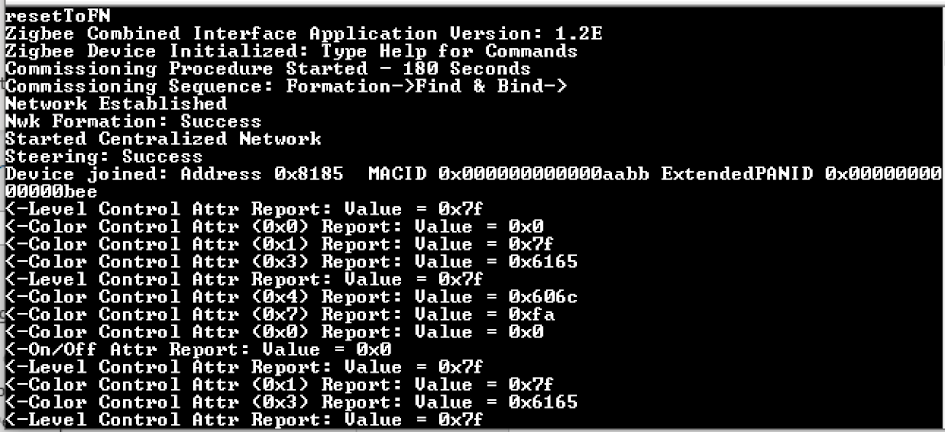 resetToFN
Zigbee Combined Interface Application Version: 1.2E
Zigbee Device Initialized: Type Help for Commands
Commissioning Procedure Started - 180 Seconds
Commissioning Sequence: Formation->Find & Bind->
Network Established
Nwk Formation: Success
Started Centralized Network
Steering: Success
Device joined: Address 0x8185  MACID 0x000000000000aabb ExtendedPANID 0x00000000
00000bee
<-Level Control Attr Report: Value = 0x7f
<-Color Control Attr (0x0) Report: Value = 0x0
<-Color Control Attr (0x1) Report: Value = 0x7f
<-Color Control Attr (0x3) Report: Value = 0x6165
<-Level Control Attr Report: Value = 0x7f
<-Color Control Attr (0x4) Report: Value = 0x606c
<-Color Control Attr (0x7) Report: Value = 0xfa
<-Color Control Attr (0x0) Report: Value = 0x0
<-On/Off Attr Report: Value = 0x0
<-Level Control Attr Report: Value = 0x7f
<-Color Control Attr (0x1) Report: Value = 0x7f
<-Color Control Attr (0x3) Report: Value = 0x6165
<-Level Control Attr Report: Value = 0x7f